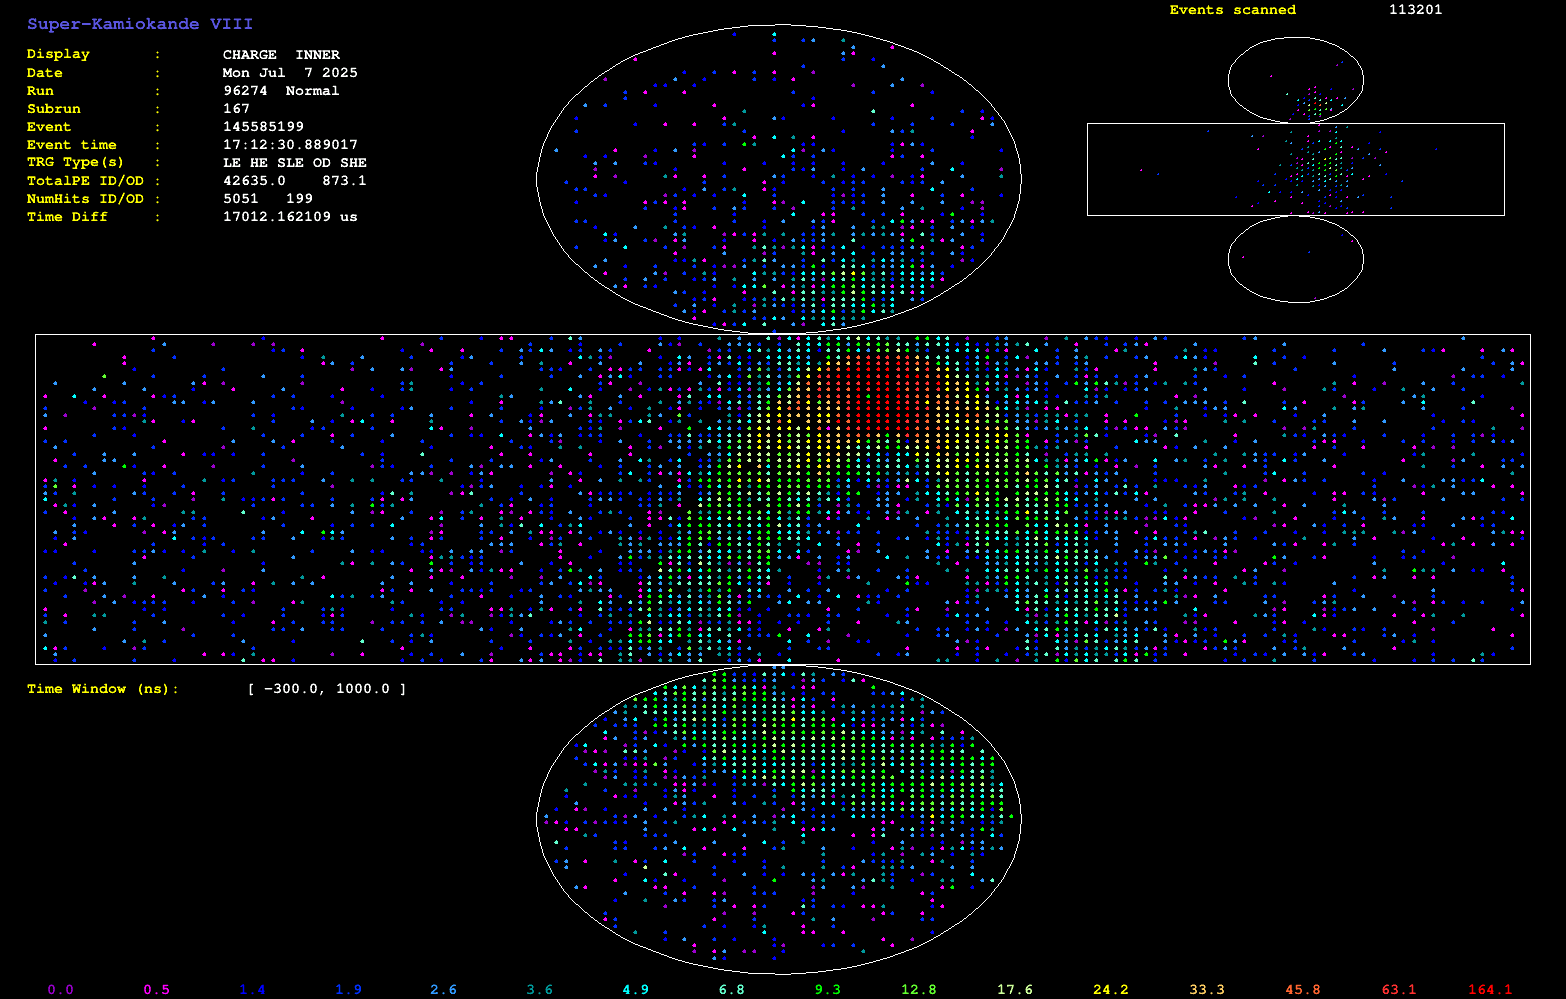 Super-Kamiokande VIII
Events scanned 113201
Display : CHARGE INNER
Date : Mon Jul 7 2025
Run : 96274 Normal
Subrun : 167
Event : 145585199
Event time : 17:12:30.889017
TRG Type(s) : LE HE SLE OD SHE
TotalPE ID/OD : 42635.0 873.1
NumHits ID/OD : 5051 199
Time Diff : 17012.162109 us
Time Window (ns): [ -300.0, 1000.0 ]
0.0 0.5 1.4 1.9 2.6 3.6 4.9 6.8 9.3 12.8 17.6 24.2 33.3 45.8 63.1 164.1